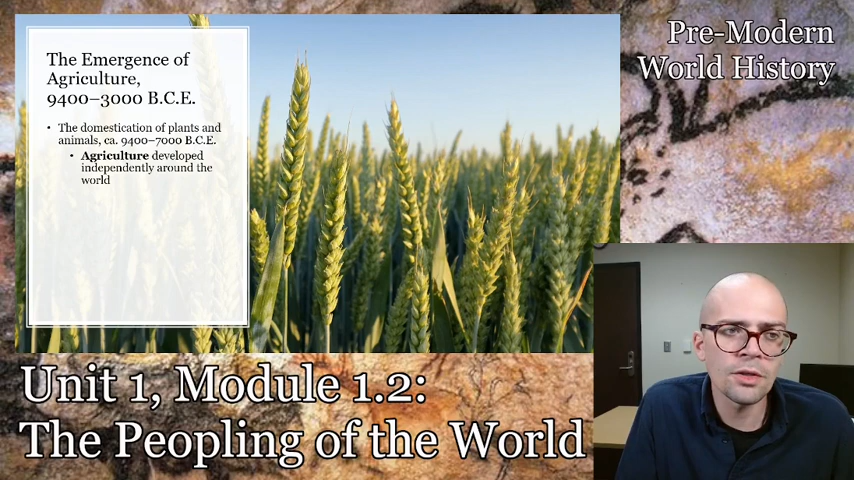 The Emergence of
Agriculture,
9400–3000 B.C.E.
• The domestication of plants and
animals, ca. 9400–7000 B.C.E.
• Agriculture developed
independently around the
world
Pre-Modern
World History
Unit 1, Module 1.2:
The Peopling of the World